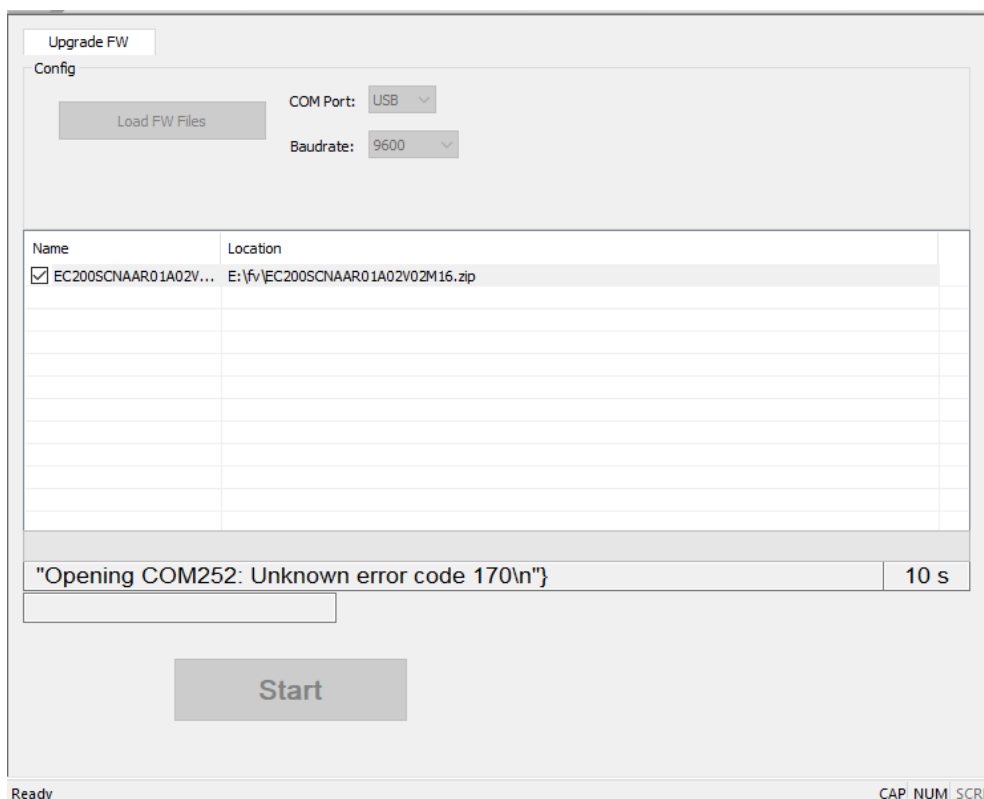 Upgrade FW
Config
Load FW Files
COM Port: USB
Baudrate: 9600
Name Location
EC200SCNAAR01A02V... E:\fv\EC200SCNAAR01A02V02M16.zip
"Opening COM252: Unknown error code 170\n"} 10 s
Start
Ready CAP NUM SCR